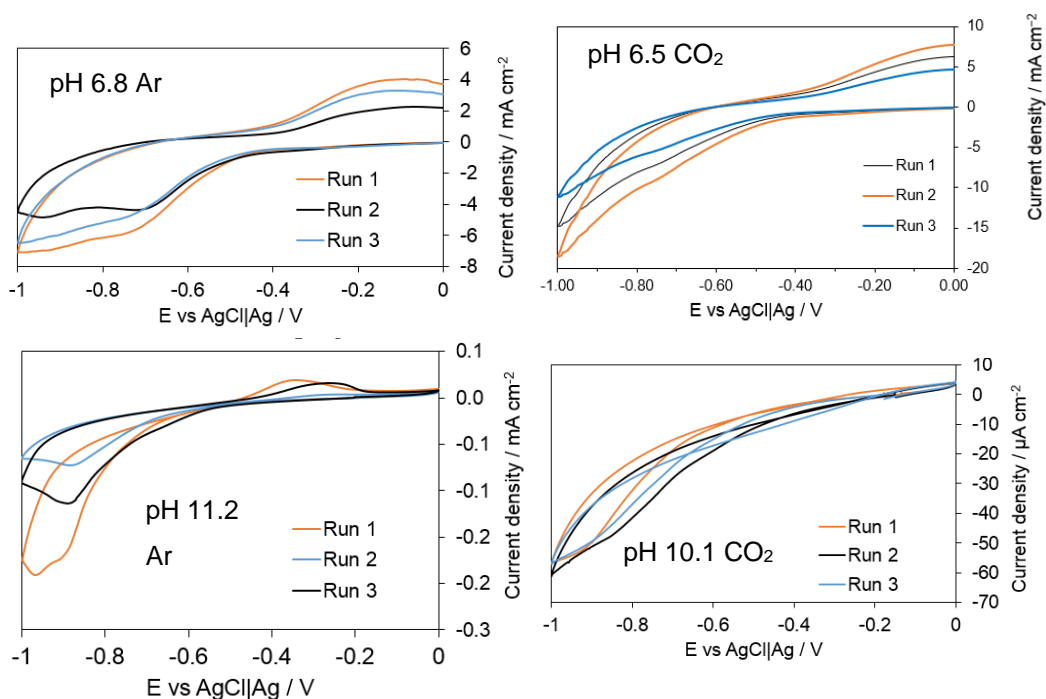 pH 6.8 Ar
6
4
2
0
-2
-4
-6
-8
Current density / mA cm⁻²
Run 1
Run 2
Run 3
-1 -0.8 -0.6 -0.4 -0.2 0
E vs AgCl|Ag / V
pH 6.5 CO₂
10
5
0
-5
-10
-15
-20
Current density / mA cm⁻²
Run 1
Run 2
Run 3
-1.00 -0.80 -0.60 -0.40 -0.20 0.00
E vs AgCl|Ag / V
0.1
0.0
-0.1
-0.1
-0.2
-0.2
-0.3
Current density / mA cm⁻²
pH 11.2
Ar
Run 1
Run 2
Run 3
-1 -0.8 -0.6 -0.4 -0.2 0
E vs AgCl|Ag / V
10
0
-10
-20
-30
-40
-50
-60
-70
Current density / µA cm⁻²
pH 10.1 CO₂
Run 1
Run 2
Run 3
-1 -0.8 -0.6 -0.4 -0.2 0
E vs AgCl|Ag / V